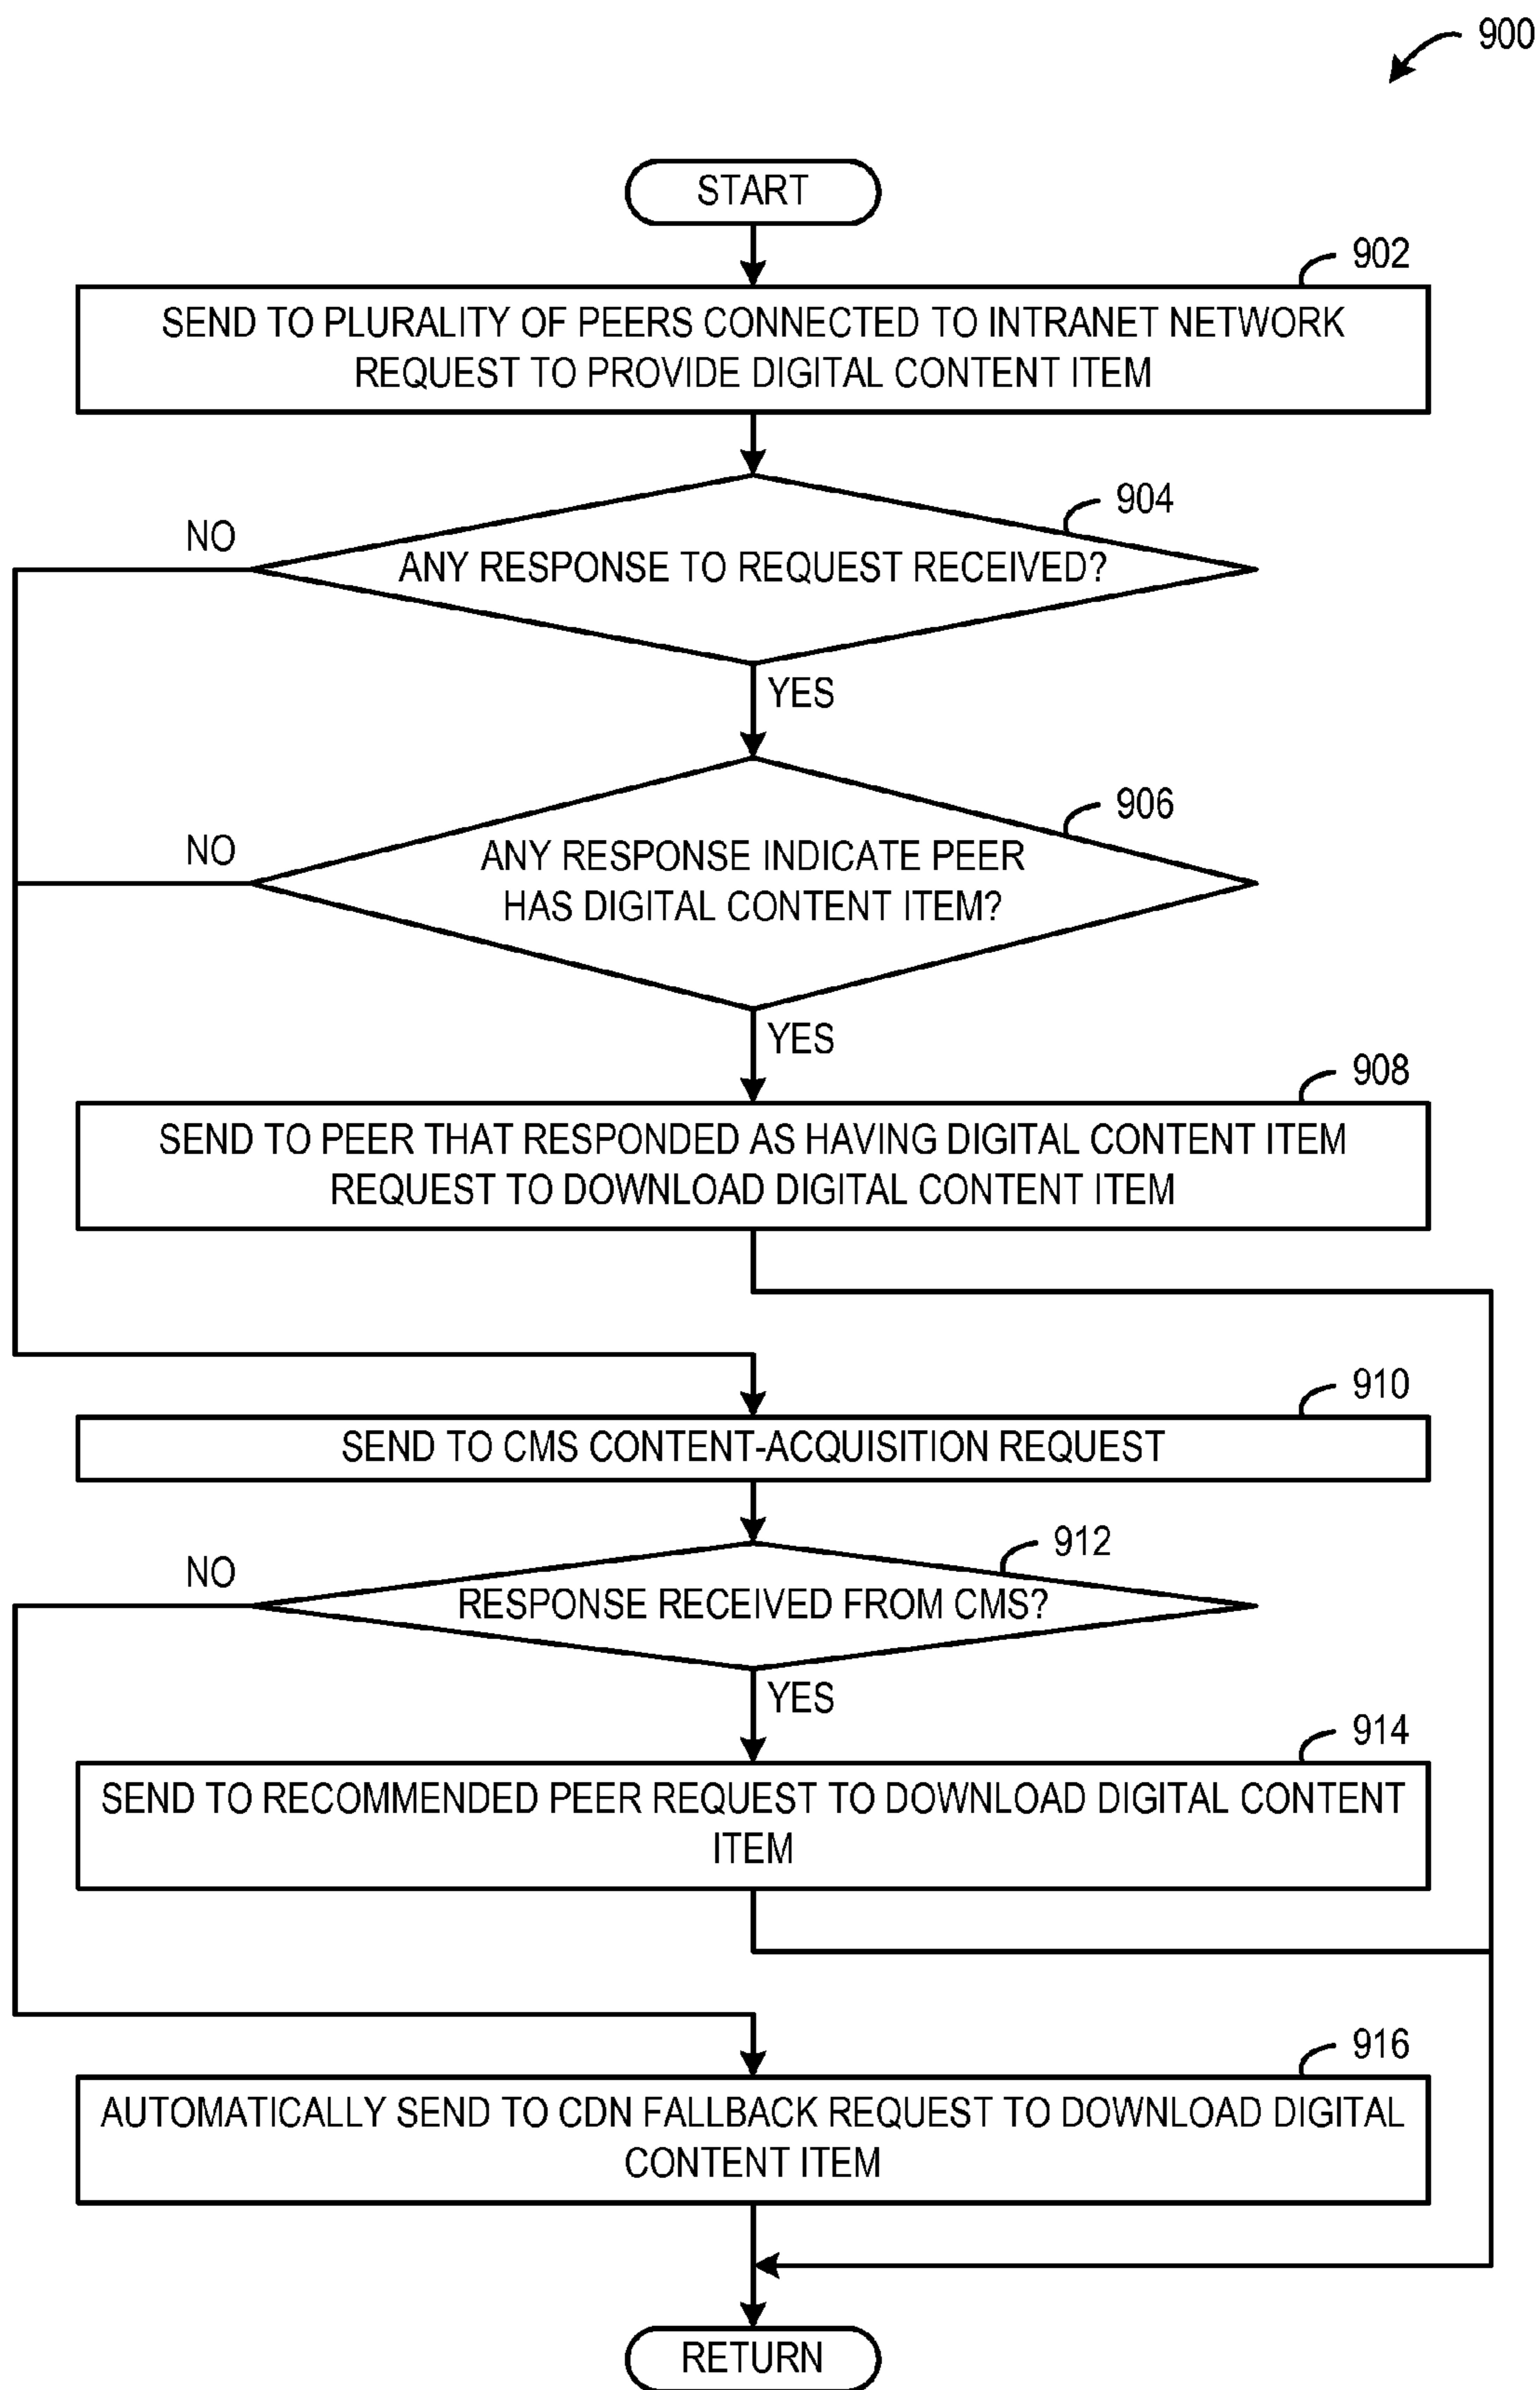 900
START
902
SEND TO PLURALITY OF PEERS CONNECTED TO INTRANET NETWORK
REQUEST TO PROVIDE DIGITAL CONTENT ITEM
904
NO
ANY RESPONSE TO REQUEST RECEIVED?
YES
906
NO
ANY RESPONSE INDICATE PEER
HAS DIGITAL CONTENT ITEM?
YES
908
SEND TO PEER THAT RESPONDED AS HAVING DIGITAL CONTENT ITEM
REQUEST TO DOWNLOAD DIGITAL CONTENT ITEM
910
SEND TO CMS CONTENT-ACQUISITION REQUEST
912
NO
RESPONSE RECEIVED FROM CMS?
YES
914
SEND TO RECOMMENDED PEER REQUEST TO DOWNLOAD DIGITAL CONTENT
ITEM
916
AUTOMATICALLY SEND TO CDN FALLBACK REQUEST TO DOWNLOAD DIGITAL
CONTENT ITEM
RETURN